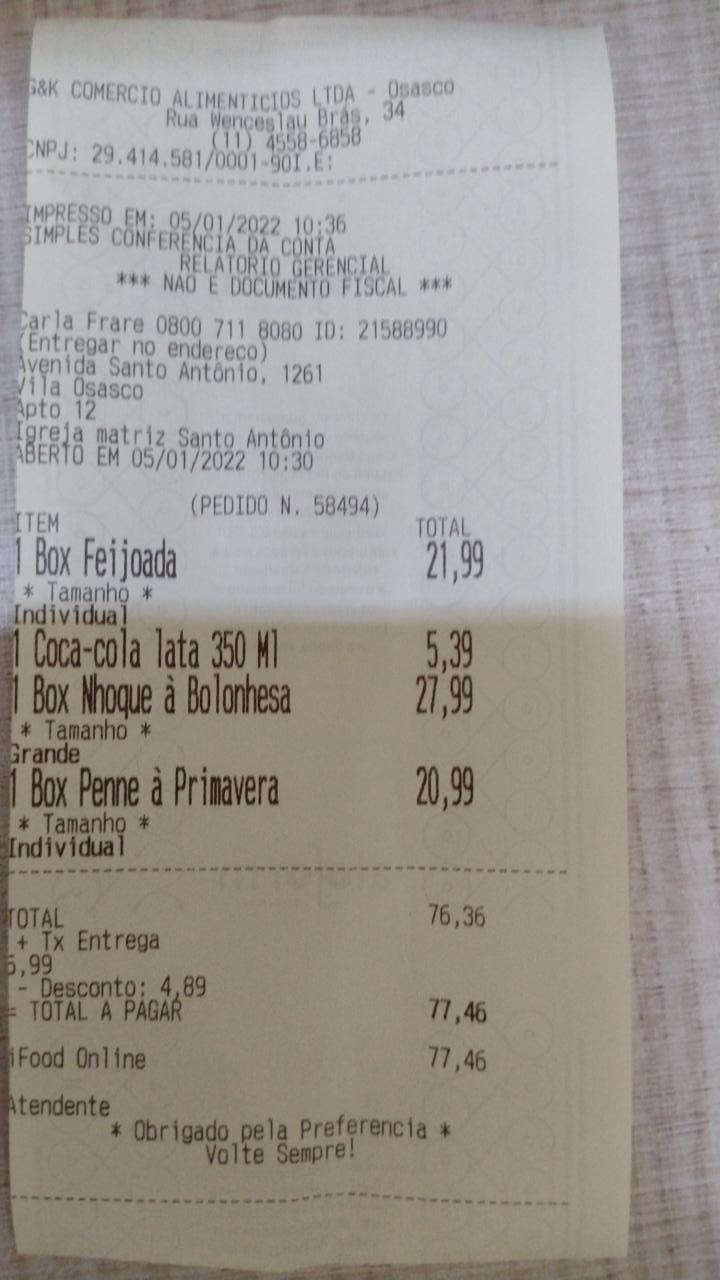 G&K COMERCIO ALIMENTICIOS LTDA - Osasco
Rua Wenceslau Brás, 34
(11) 4558-6858
CNPJ: 29.414.581/0001-90I.E:
IMPRESSO EM: 05/01/2022 10:36
SIMPLES CONFERENCIA DA CONTA
RELATORIO GERENCIAL
*** NAO E DOCUMENTO FISCAL ***
Carla Frare 0800 711 8080 ID: 21588990
(Entregar no endereco)
Avenida Santo Antônio, 1261
Vila Osasco
Apto 12
Igreja matriz Santo Antônio
ABERTO EM 05/01/2022 10:30
(PEDIDO N. 58494)
ITEM TOTAL
1 Box Feijoada 21,99
* Tamanho *
Individual
1 Coca-cola lata 350 Ml 5,39
1 Box Nhoque à Bolonhesa 27,99
* Tamanho *
Grande
1 Box Penne à Primavera 20,99
* Tamanho *
Individual
TOTAL 76,36
+ Tx Entrega
5,99
- Desconto: 4,89
= TOTAL A PAGAR 77,46
iFood Online 77,46
Atendente
* Obrigado pela Preferencia *
Volte Sempre!